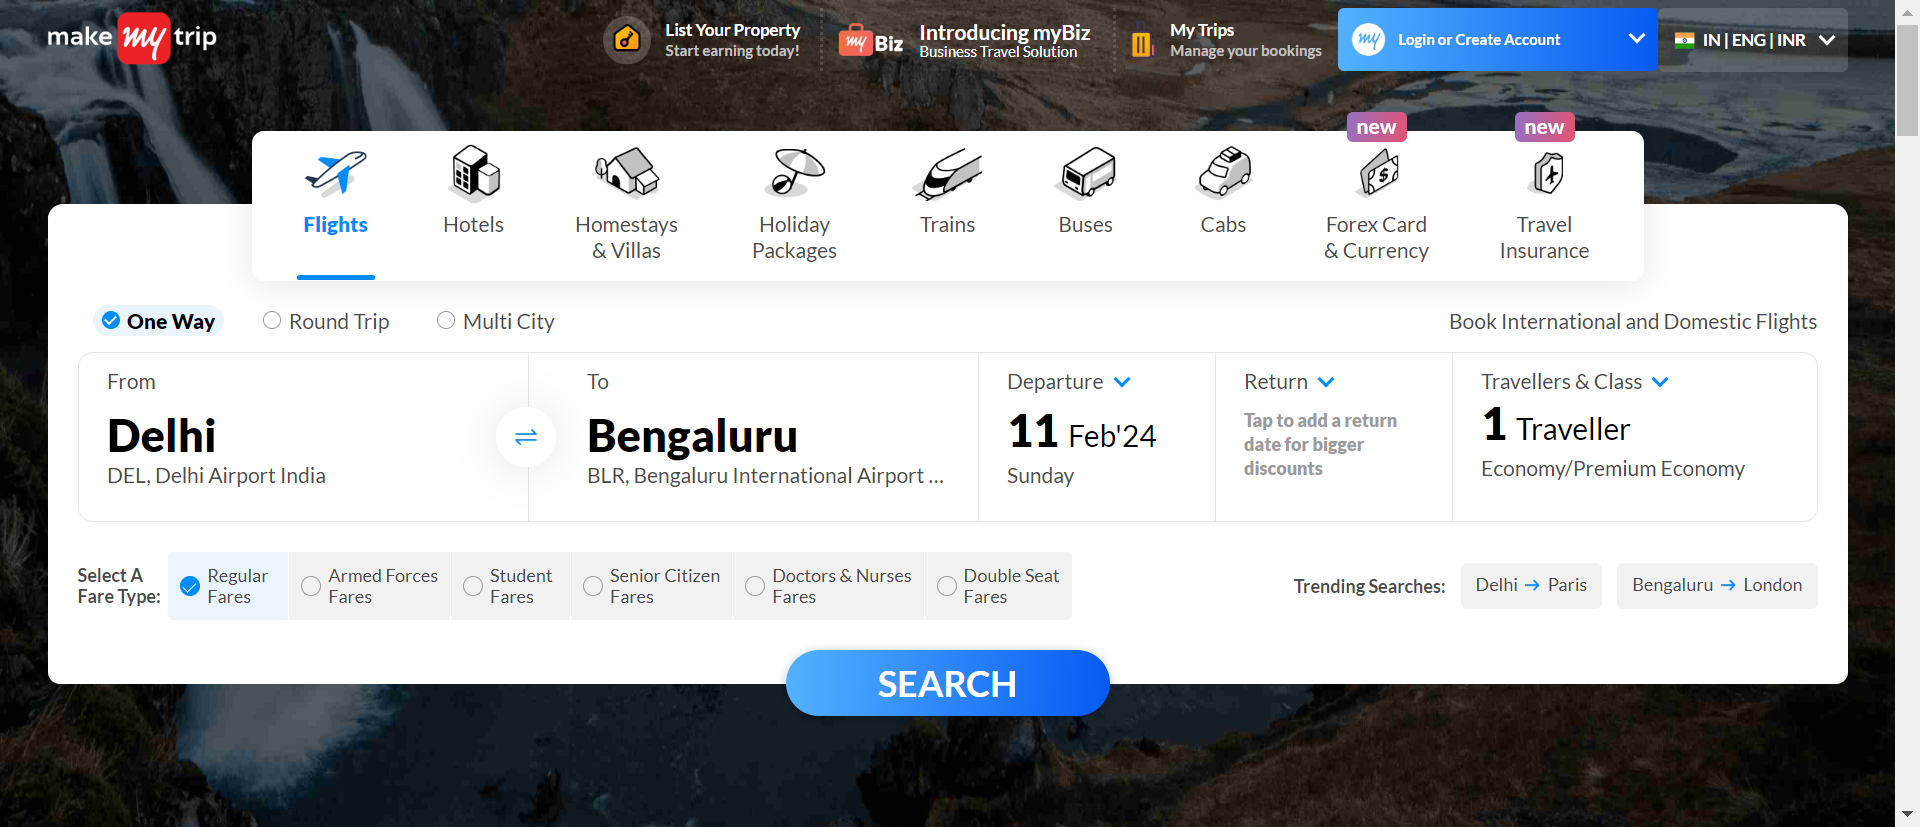 make my trip
List Your Property
Start earning today!
my Biz
Introducing myBiz
Business Travel Solution
My Trips
Manage your bookings
my
Login or Create Account
IN | ENG | INR
new
new
Flights
Hotels
Homestays
& Villas
Holiday
Packages
Trains
Buses
Cabs
Forex Card
& Currency
Travel
Insurance
One Way
Round Trip
Multi City
Book International and Domestic Flights
From
Delhi
DEL, Delhi Airport India
To
Bengaluru
BLR, Bengaluru International Airport ...
Departure
11 Feb'24
Sunday
Return
Tap to add a return
date for bigger
discounts
Travellers & Class
1 Traveller
Economy/Premium Economy
Select A
Fare Type:
Regular
Fares
Armed Forces
Fares
Student
Fares
Senior Citizen
Fares
Doctors & Nurses
Fares
Double Seat
Fares
Trending Searches:
Delhi → Paris
Bengaluru → London
SEARCH